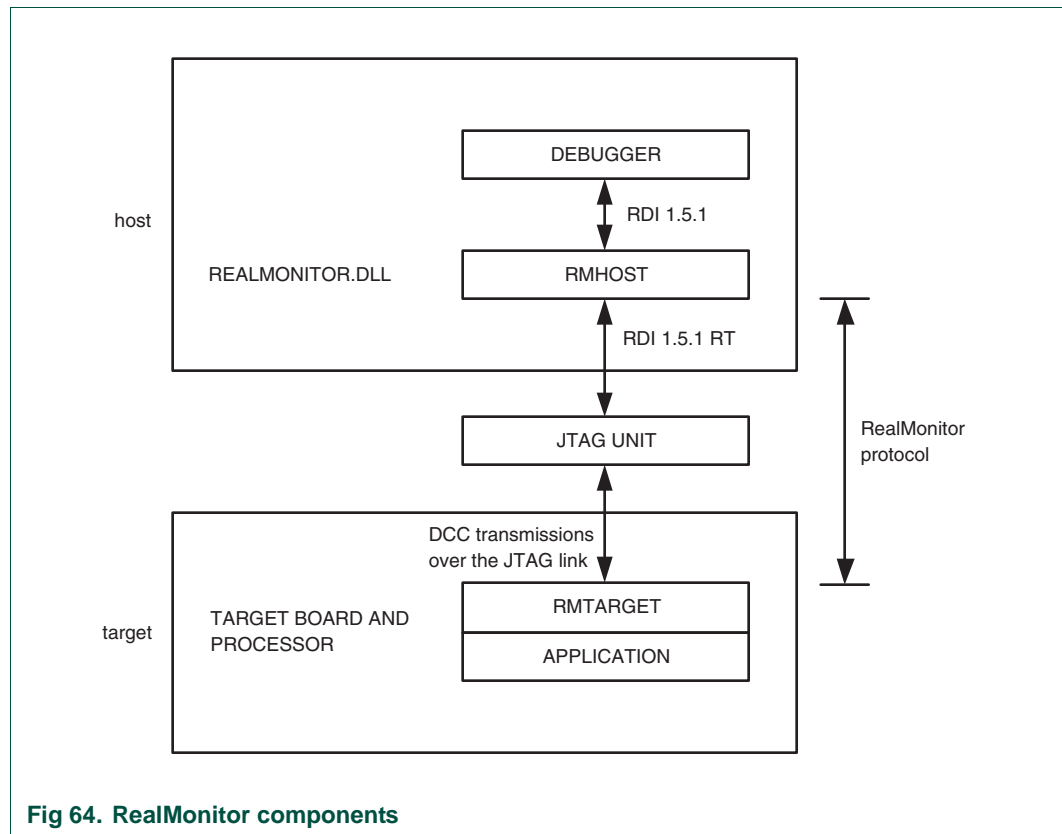 DEBUGGER
RDI 1.5.1
host
REALMONITOR.DLL
RMHOST
RDI 1.5.1 RT
JTAG UNIT
RealMonitor
protocol
DCC transmissions
over the JTAG link
target
TARGET BOARD AND
PROCESSOR
RMTARGET
APPLICATION
Fig 64. RealMonitor components